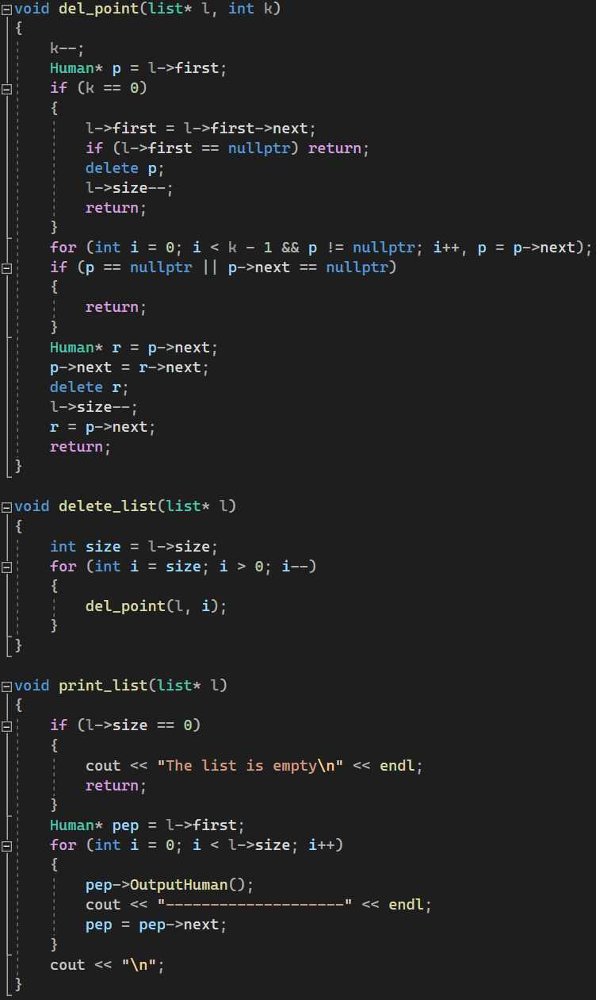 void del_point(list* l, int k)
{
    k--;
    Human* p = l->first;
    if (k == 0)
    {
        l->first = l->first->next;
        if (l->first == nullptr) return;
        delete p;
        l->size--;
        return;
    }
    for (int i = 0; i < k - 1 && p != nullptr; i++, p = p->next);
    if (p == nullptr || p->next == nullptr)
    {
        return;
    }
    Human* r = p->next;
    p->next = r->next;
    delete r;
    l->size--;
    r = p->next;
    return;
}

void delete_list(list* l)
{
    int size = l->size;
    for (int i = size; i > 0; i--)
    {
        del_point(l, i);
    }
}

void print_list(list* l)
{
    if (l->size == 0)
    {
        cout << "The list is empty\n" << endl;
        return;
    }
    Human* pep = l->first;
    for (int i = 0; i < l->size; i++)
    {
        pep->OutputHuman();
        cout << "--------------------" << endl;
        pep = pep->next;
    }
    cout << "\n";
}